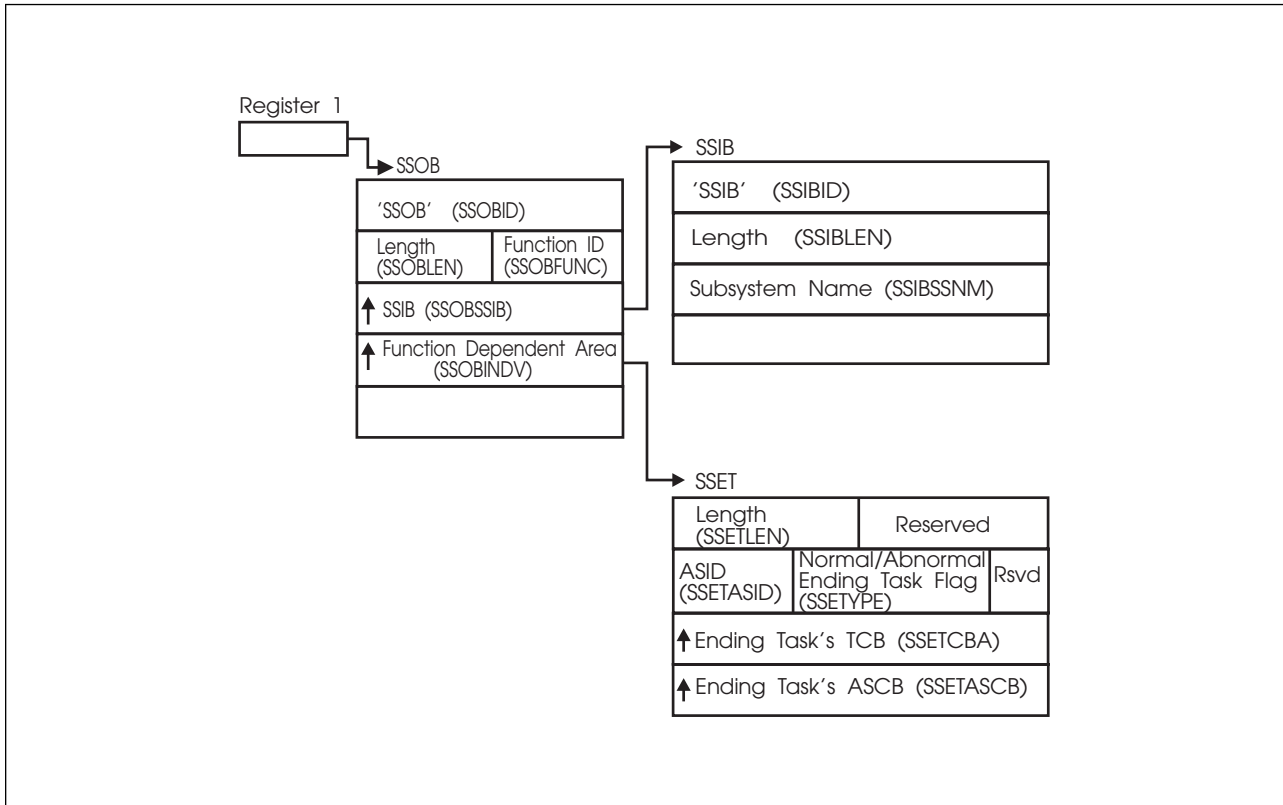 Register 1
SSOB
'SSOB' (SSOBID)
Length
(SSOBLEN)
Function ID
(SSOBFUNC)
SSIB (SSOBSSIB)
Function Dependent Area
(SSOBINDV)
SSIB
'SSIB' (SSIBID)
Length (SSIBLEN)
Subsystem Name (SSIBSSNM)
SSET
Length
(SSETLEN)
Reserved
ASID
(SSETASID)
Normal/Abnormal
Ending Task Flag
(SSETYPE)
Rsvd
Ending Task's TCB (SSETCBA)
Ending Task's ASCB (SSETASCB)